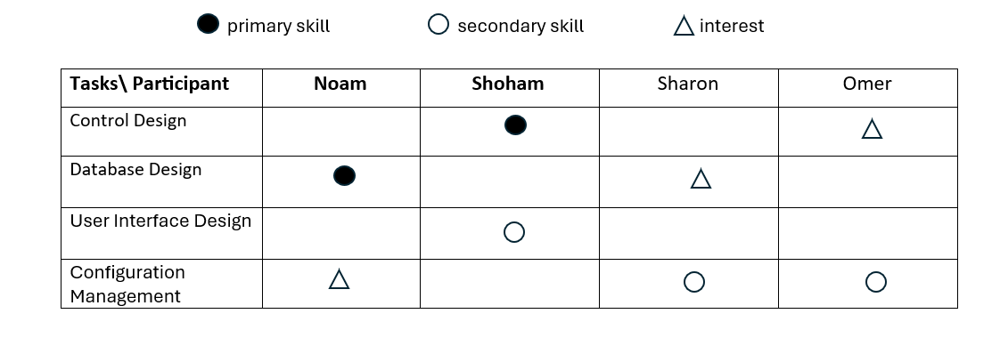 primary skill secondary skill interest
Tasks\ Participant Noam Shoham Sharon Omer
Control Design
Database Design
User Interface Design
Configuration
Management